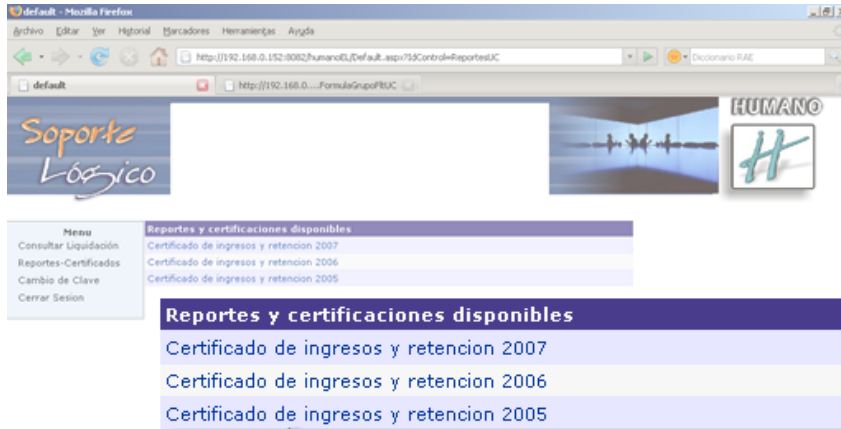 default - Mozilla Firefox
Archivo Editar Ver Historial Marcadores Herramientas Ayuda
http://192.168.0.152:8082/humanoEL/Default.aspx?IdControl=ReportesUC
Diccionario RAE
default
http://192.168.0....FormulaGrupoFltUC
Soporte
Lógico
HUMANO
H
Menu
Consultar Liquidación
Reportes-Certificados
Cambio de Clave
Cerrar Sesion
Reportes y certificaciones disponibles
Certificado de ingresos y retencion 2007
Certificado de ingresos y retencion 2006
Certificado de ingresos y retencion 2005
Reportes y certificaciones disponibles
Certificado de ingresos y retencion 2007
Certificado de ingresos y retencion 2006
Certificado de ingresos y retencion 2005